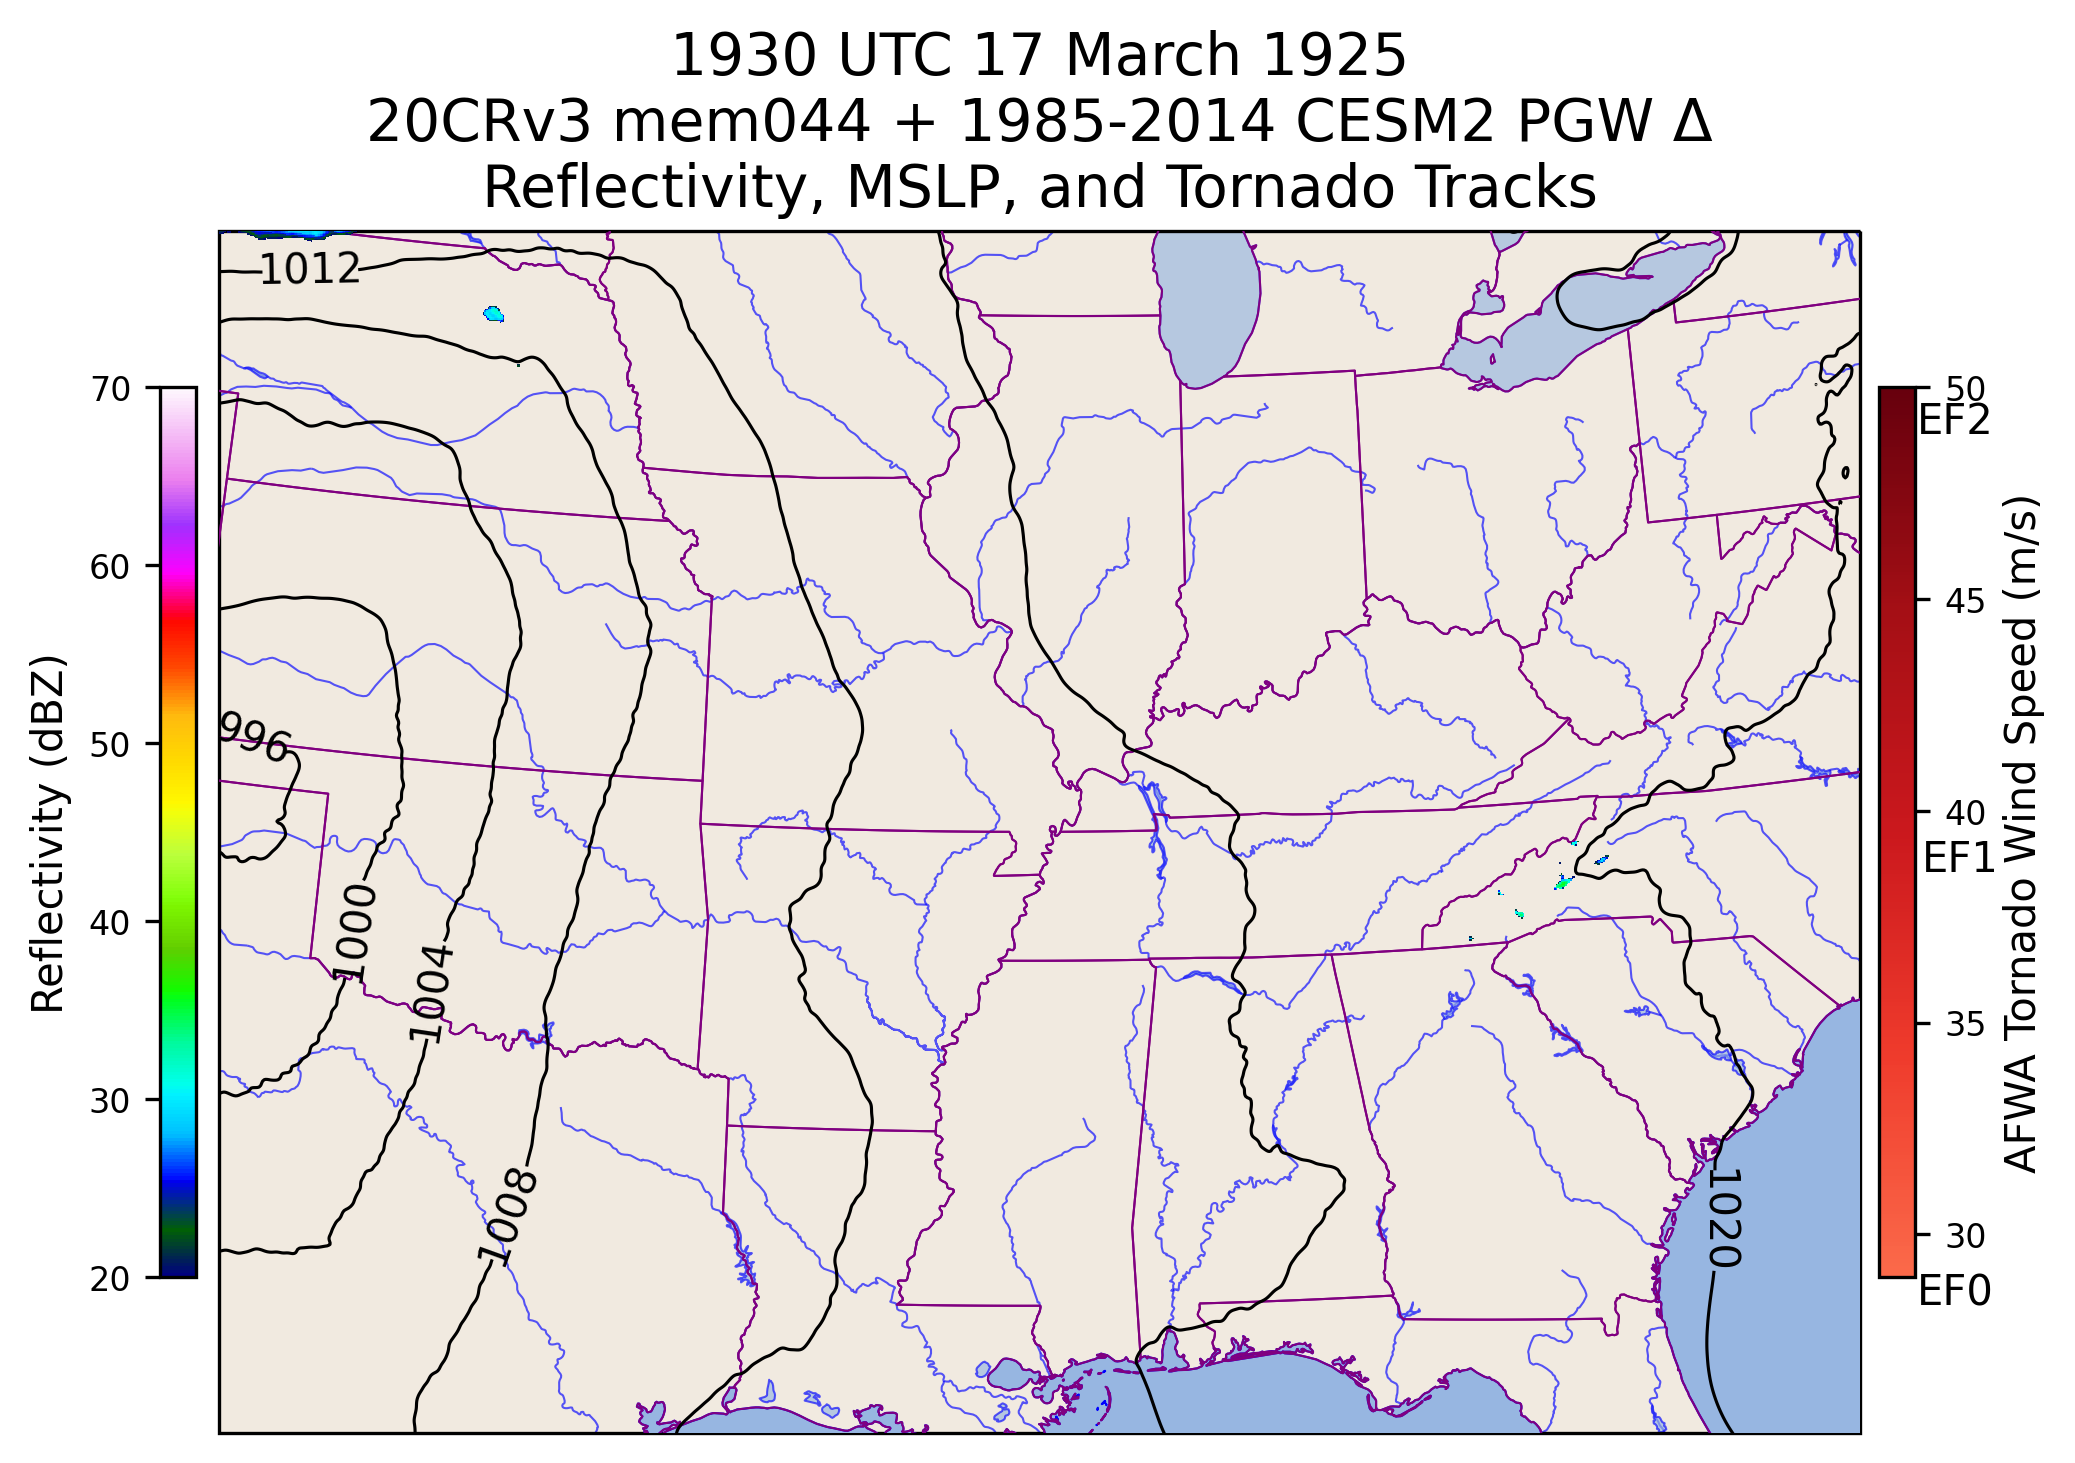 1930 UTC 17 March 1925
20CRv3 mem044 + 1985-2014 CESM2 PGW Δ
Reflectivity, MSLP, and Tornado Tracks
1012
996
1000
1004
1008
1020
70
60
50
40
30
20
Reflectivity (dBZ)
50
EF2
45
40
EF1
35
30
EF0
AFWA Tornado Wind Speed (m/s)